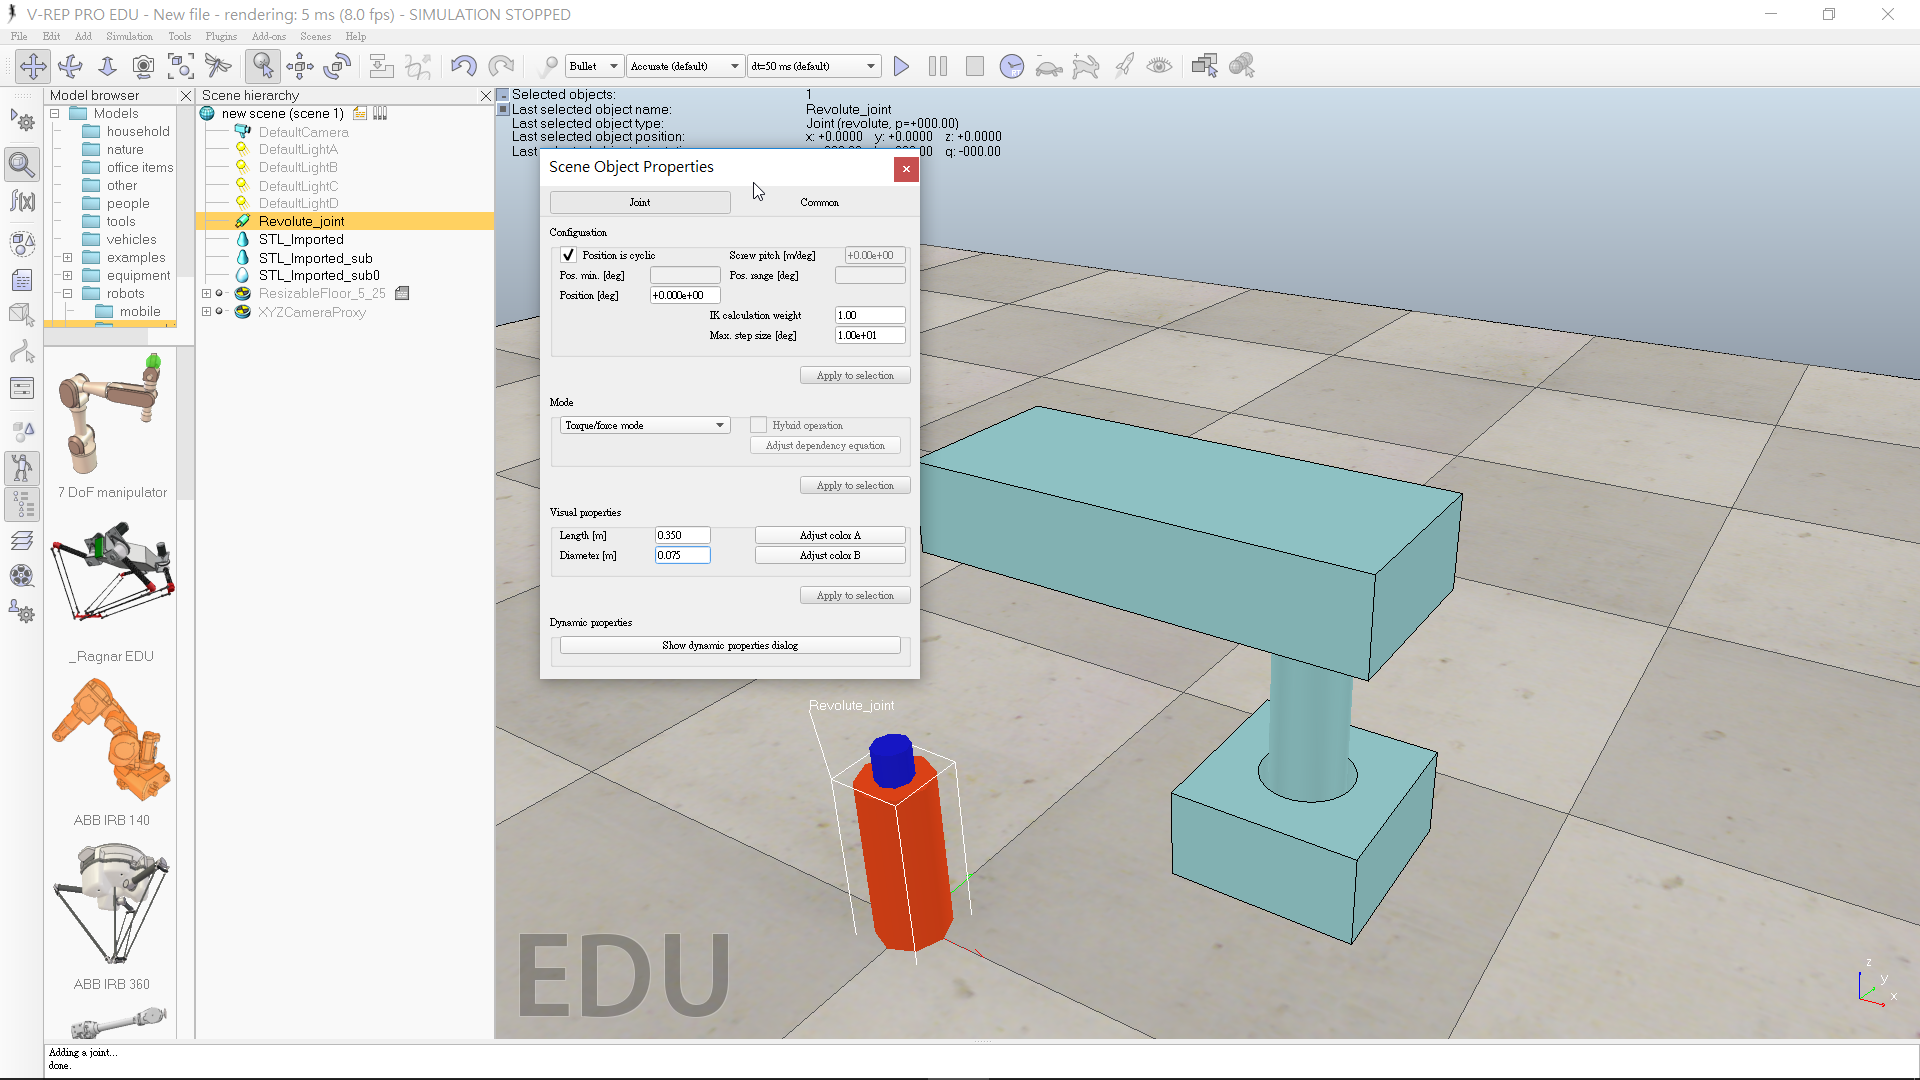 V-REP PRO EDU - New file - rendering: 5 ms (8.0 fps) - SIMULATION STOPPED
File Edit Add Simulation Tools Plugins Add-ons Scenes Help
Bullet Accurate (default) dt=50 ms (default)
Model browser
Models
household
nature
office items
other
people
tools
vehicles
examples
equipment
robots
mobile
7 DoF manipulator
_Ragnar EDU
ABB IRB 140
ABB IRB 360
Scene hierarchy
new scene (scene 1)
DefaultCamera
DefaultLightA
DefaultLightB
DefaultLightC
DefaultLightD
Revolute_joint
STL_Imported
STL_Imported_sub
STL_Imported_sub0
ResizableFloor_5_25
XYZCameraProxy
Selected objects: 1
Last selected object name: Revolute_joint
Last selected object type: Joint (revolute, p=+000.00)
Last selected object position: x: +0.0000 y: +0.0000 z: +0.0000
Last 00 q: -000.00
Scene Object Properties
Joint Common
Configuration
Position is cyclic Screw pitch [m/deg] +0.00e+00
Pos. min. [deg] Pos. range [deg]
Position [deg] +0.000e+00
IK calculation weight 1.00
Max. step size [deg] 1.00e+01
Apply to selection
Mode
Torque/force mode Hybrid operation
Adjust dependency equation
Apply to selection
Visual properties
Length [m] 0.350 Adjust color A
Diameter [m] 0.075 Adjust color B
Apply to selection
Dynamic properties
Show dynamic properties dialog
Revolute_joint
EDU
z
y
x
Adding a joint...
done.